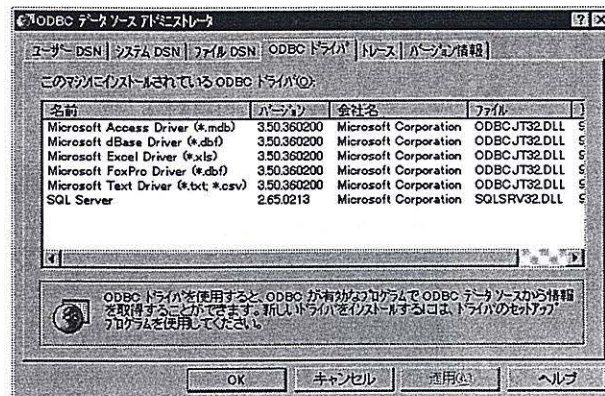 ODBC データ ソース アドミニストレータ
ユーザー DSN システム DSN ファイル DSN ODBC ドライバ トレース バージョン情報
このマシンにインストールされている ODBC ドライバ(O):
名前 バージョン 会社名 ファイル
Microsoft Access Driver (*.mdb) 3.50.360200 Microsoft Corporation ODBCJT32.DLL 9
Microsoft dBase Driver (*.dbf) 3.50.360200 Microsoft Corporation ODBCJT32.DLL 9
Microsoft Excel Driver (*.xls) 3.50.360200 Microsoft Corporation ODBCJT32.DLL 9
Microsoft FoxPro Driver (*.dbf) 3.50.360200 Microsoft Corporation ODBCJT32.DLL 9
Microsoft Text Driver (*.txt; *.csv) 3.50.360200 Microsoft Corporation ODBCJT32.DLL 9
SQL Server 2.65.0213 Microsoft Corporation SQLSRV32.DLL 9
ODBC ドライバを使用すると、ODBC が有効なプログラムで ODBC データ ソースから情報
を取得することができます。新しいドライバをインストールするには、ドライバのセットアップ
プログラムを使用してください。
OK キャンセル 適用(A) ヘルプ